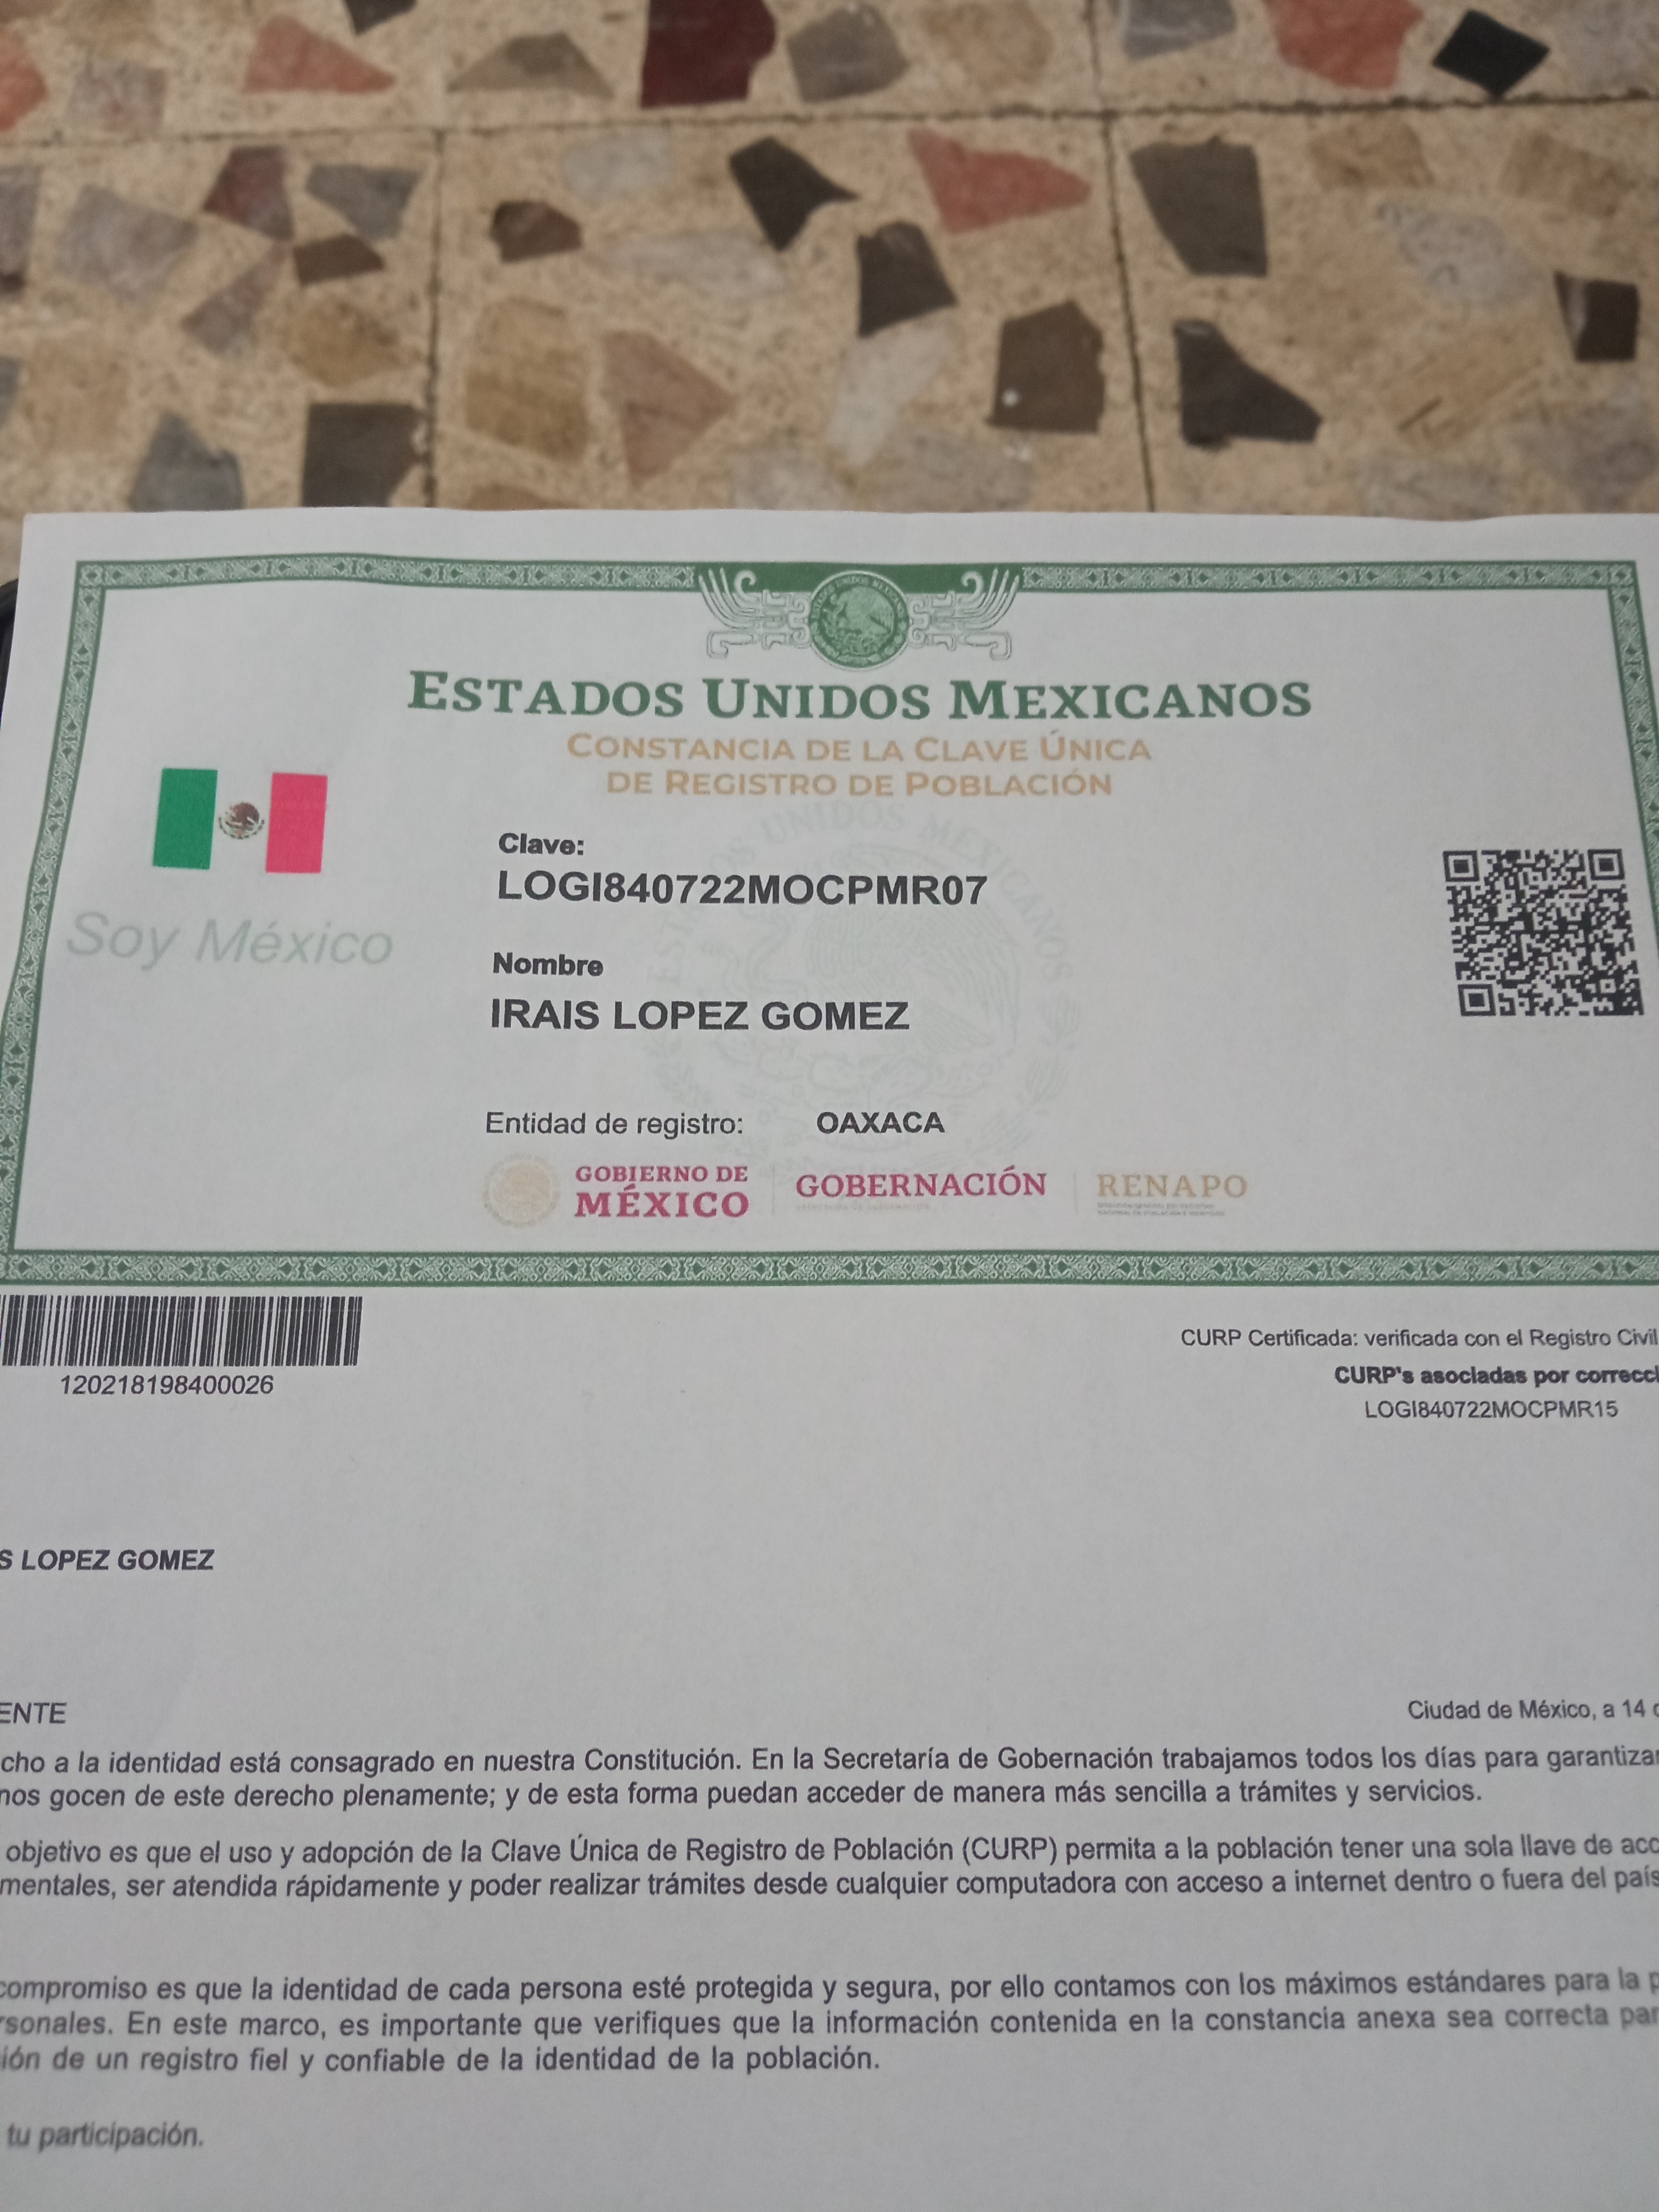 ESTADOS UNIDOS MEXICANOS
CONSTANCIA DE LA CLAVE ÚNICA
DE REGISTRO DE POBLACIÓN
Soy México
Clave:
LOGI840722MOCPMR07
Nombre
IRAIS LOPEZ GOMEZ
Entidad de registro: OAXACA
GOBIERNO DE
MÉXICO
GOBERNACIÓN
RENAPO
120218198400026
CURP Certificada: verificada con el Registro Civil
CURP's asociadas por correcci
LOGI840722MOCPMR15
S LOPEZ GOMEZ
ENTE
Ciudad de México, a 14
cho a la identidad está consagrado en nuestra Constitución. En la Secretaría de Gobernación trabajamos todos los días para garantizar
nos gocen de este derecho plenamente; y de esta forma puedan acceder de manera más sencilla a trámites y servicios.
objetivo es que el uso y adopción de la Clave Única de Registro de Población (CURP) permita a la población tener una sola llave de acc
mentales, ser atendida rápidamente y poder realizar trámites desde cualquier computadora con acceso a internet dentro o fuera del país
compromiso es que la identidad de cada persona esté protegida y segura, por ello contamos con los máximos estándares para la p
rsonales. En este marco, es importante que verifiques que la información contenida en la constancia anexa sea correcta par
ión de un registro fiel y confiable de la identidad de la población.
tu participación.